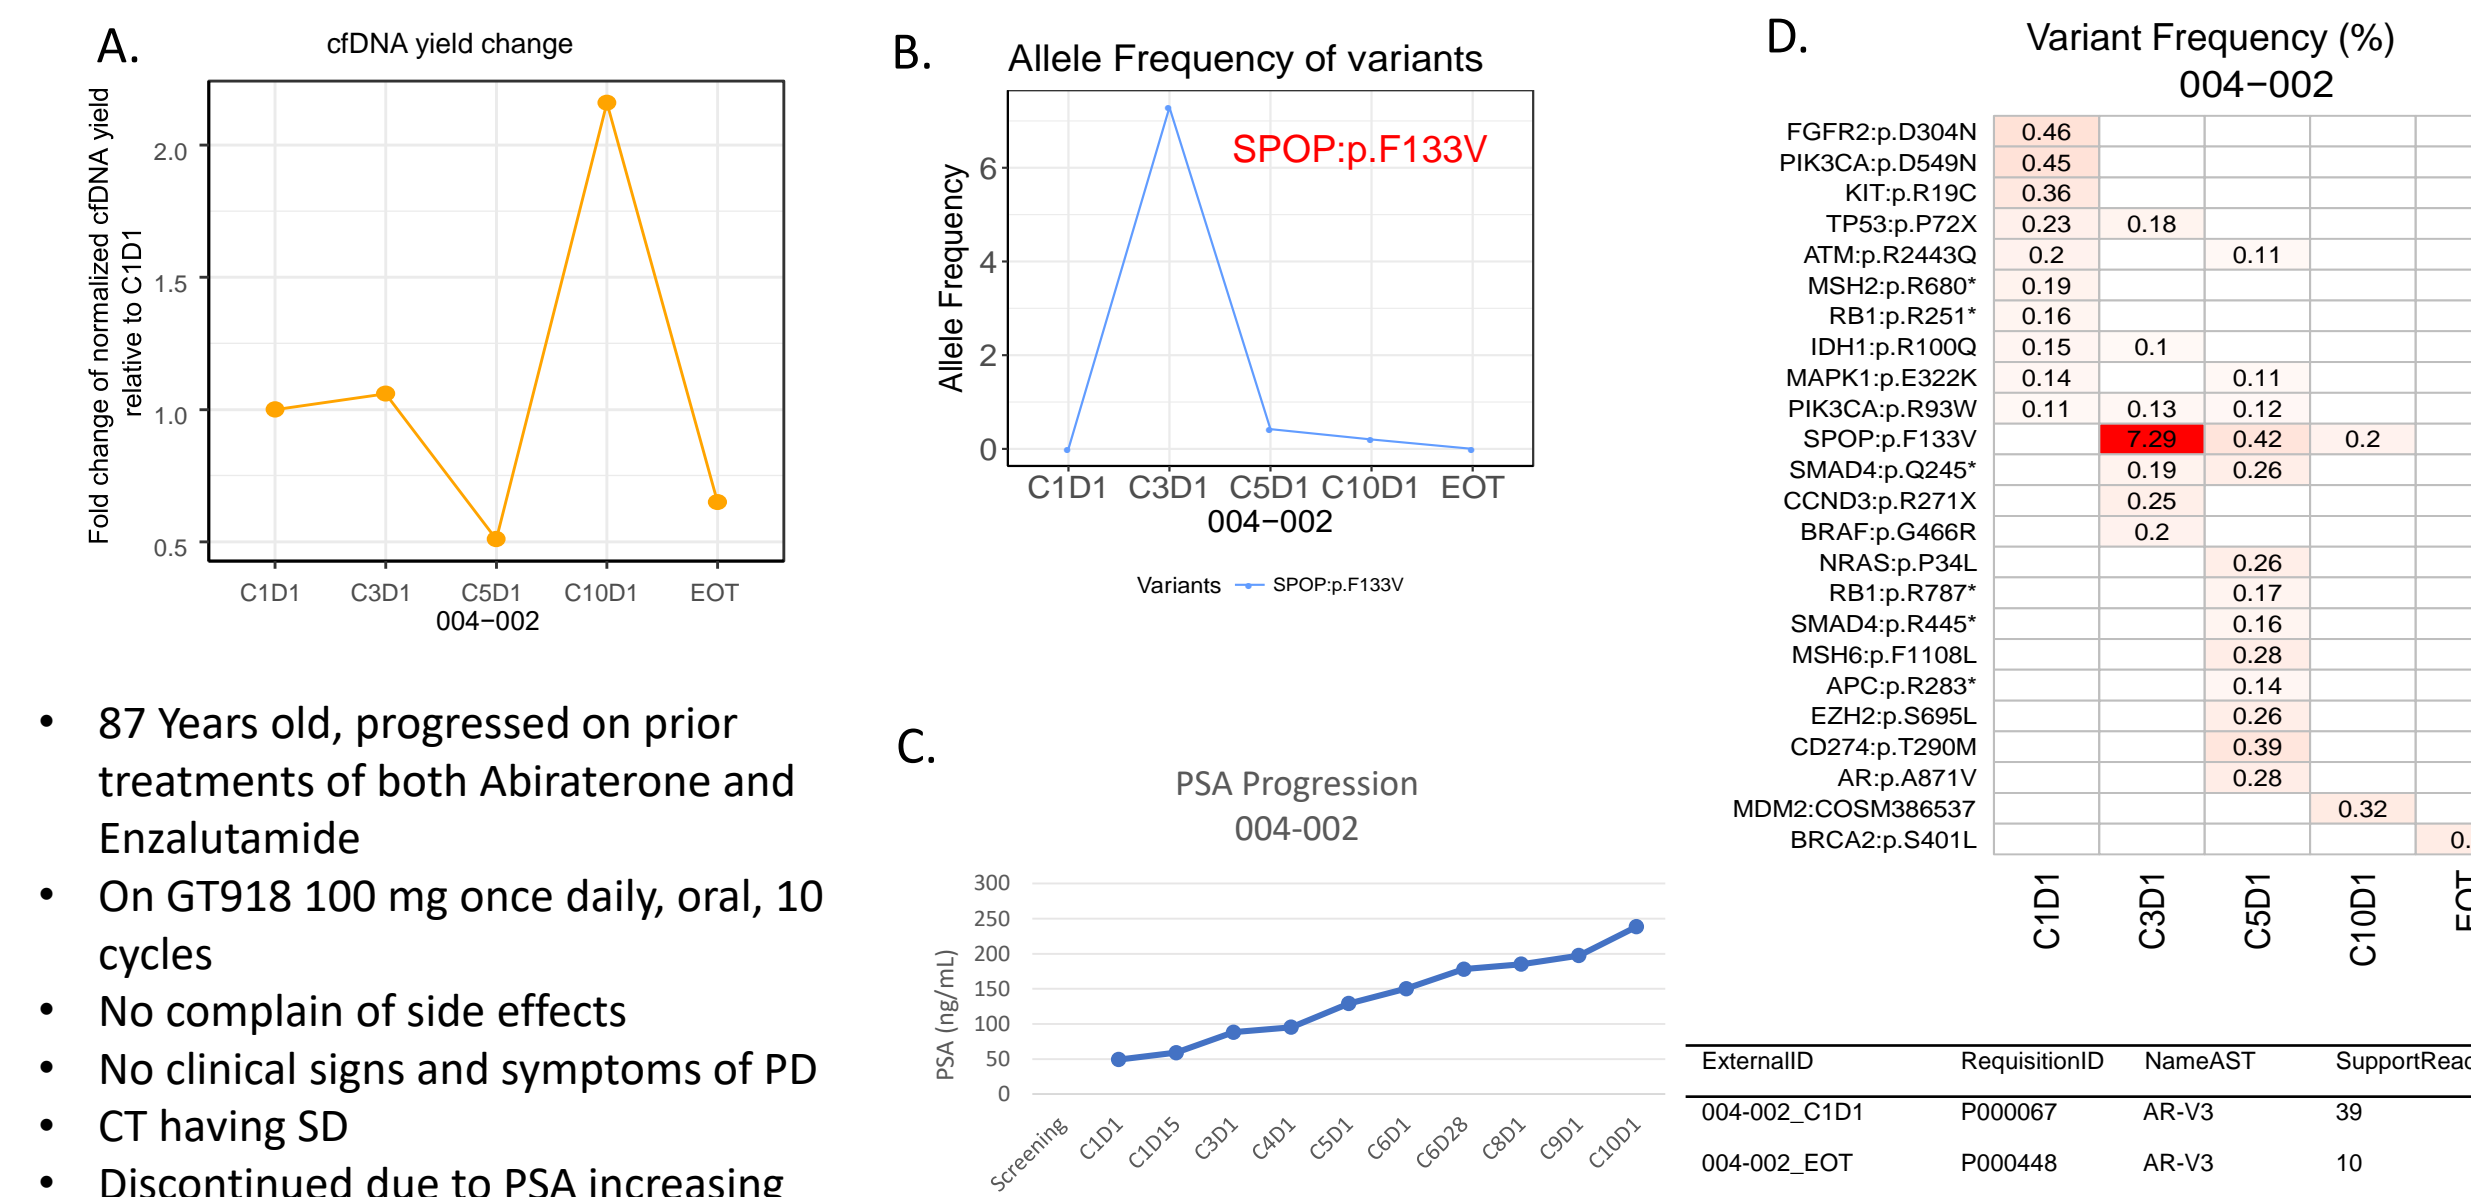 A.
cfDNA yield change
Fold change of normalized cfDNA yield
relative to C1D1
2.0
1.5
1.0
0.5
C1D1 C3D1 C5D1 C10D1 EOT
004−002
B.
Allele Frequency of variants
SPOP:p.F133V
Allele Frequency
6
4
2
0
C1D1 C3D1 C5D1 C10D1 EOT
004−002
Variants SPOP:p.F133V
• 87 Years old, progressed on prior
treatments of both Abiraterone and
Enzalutamide
• On GT918 100 mg once daily, oral, 10
cycles
• No complain of side effects
• No clinical signs and symptoms of PD
• CT having SD
• Discontinued due to PSA increasing
C.
PSA Progression
004-002
PSA (ng/mL)
300
250
200
150
100
50
0
Screening C1D1 C1D15 C3D1 C4D1 C5D1 C6D1 C6D28 C8D1 C9D1 C10D1
D.
Variant Frequency (%)
004−002
FGFR2:p.D304N 0.46
PIK3CA:p.D549N 0.45
KIT:p.R19C 0.36
TP53:p.P72X 0.23 0.18
ATM:p.R2443Q 0.2 0.11
MSH2:p.R680* 0.19
RB1:p.R251* 0.16
IDH1:p.R100Q 0.15 0.1
MAPK1:p.E322K 0.14 0.11
PIK3CA:p.R93W 0.11 0.13 0.12
SPOP:p.F133V 7.29 0.42 0.2
SMAD4:p.Q245* 0.19 0.26
CCND3:p.R271X 0.25
BRAF:p.G466R 0.2
NRAS:p.P34L 0.26
RB1:p.R787* 0.17
SMAD4:p.R445* 0.16
MSH6:p.F1108L 0.28
APC:p.R283* 0.14
EZH2:p.S695L 0.26
CD274:p.T290M 0.39
AR:p.A871V 0.28
MDM2:COSM386537 0.32
BRCA2:p.S401L
C1D1 C3D1 C5D1 C10D1 EOT
ExternalID RequisitionID NameAST
004-002_C1D1 P000067 AR-V3 39
004-002_EOT P000448 AR-V3 10